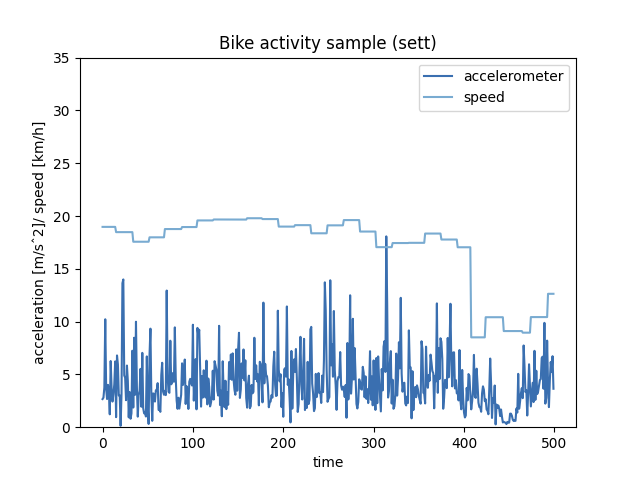 Bike activity sample (sett)
accelerometer
speed
acceleration [m/s^2]/ speed [km/h]
35
30
25
20
15
10
5
0
0 100 200 300 400 500
time